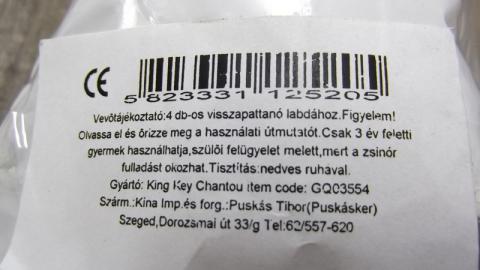 CE
5 823331 125205
Vevőtájékoztató:4 db-os visszapattanó labdához.Figyelem!
Olvassa el és őrizze meg a használati útmutatót.Csak 3 év feletti
gyermek használhatja,szülői felügyelet melett,mert a zsinór
fulladást okozhat.Tisztítás:nedves ruhával.
Gyártó: King Key Chantou item code: GQ03554
Szárm.:Kina Imp.és forg.:Puskás Tibor(Puskásker)
Szeged,Dorozsmai út 33/g Tel:62/557-620